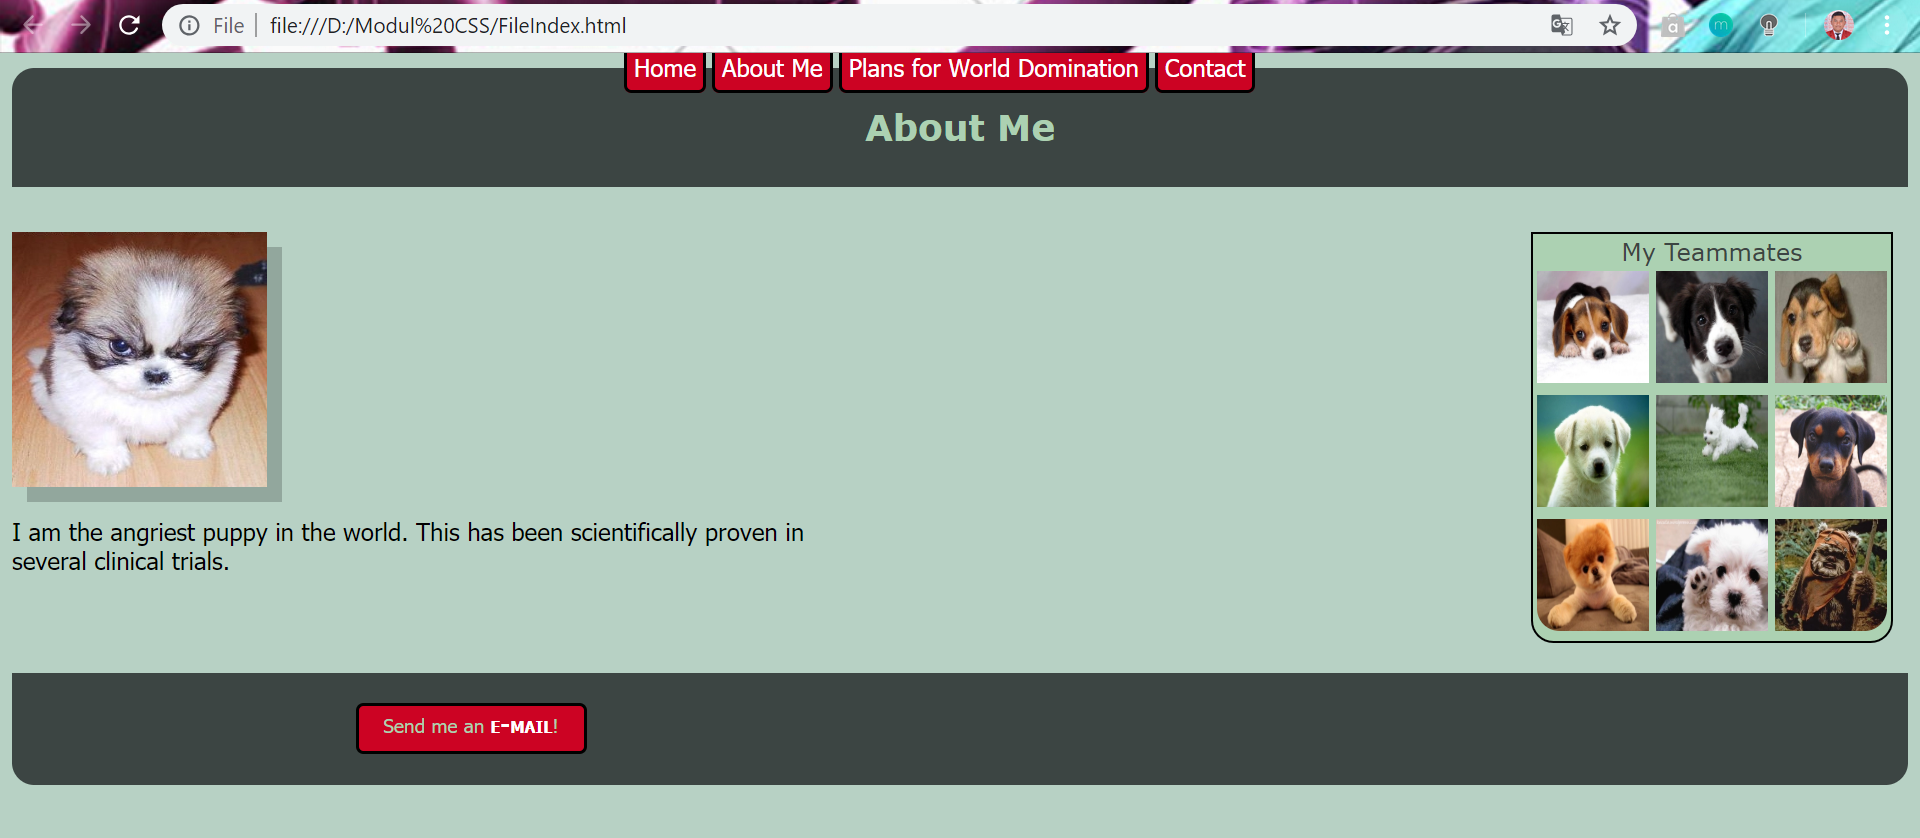 File file:///D:/Modul%20CSS/FileIndex.html
Home About Me Plans for World Domination Contact
About Me
My Teammates
I am the angriest puppy in the world. This has been scientifically proven in
several clinical trials.
Send me an E-MAIL!